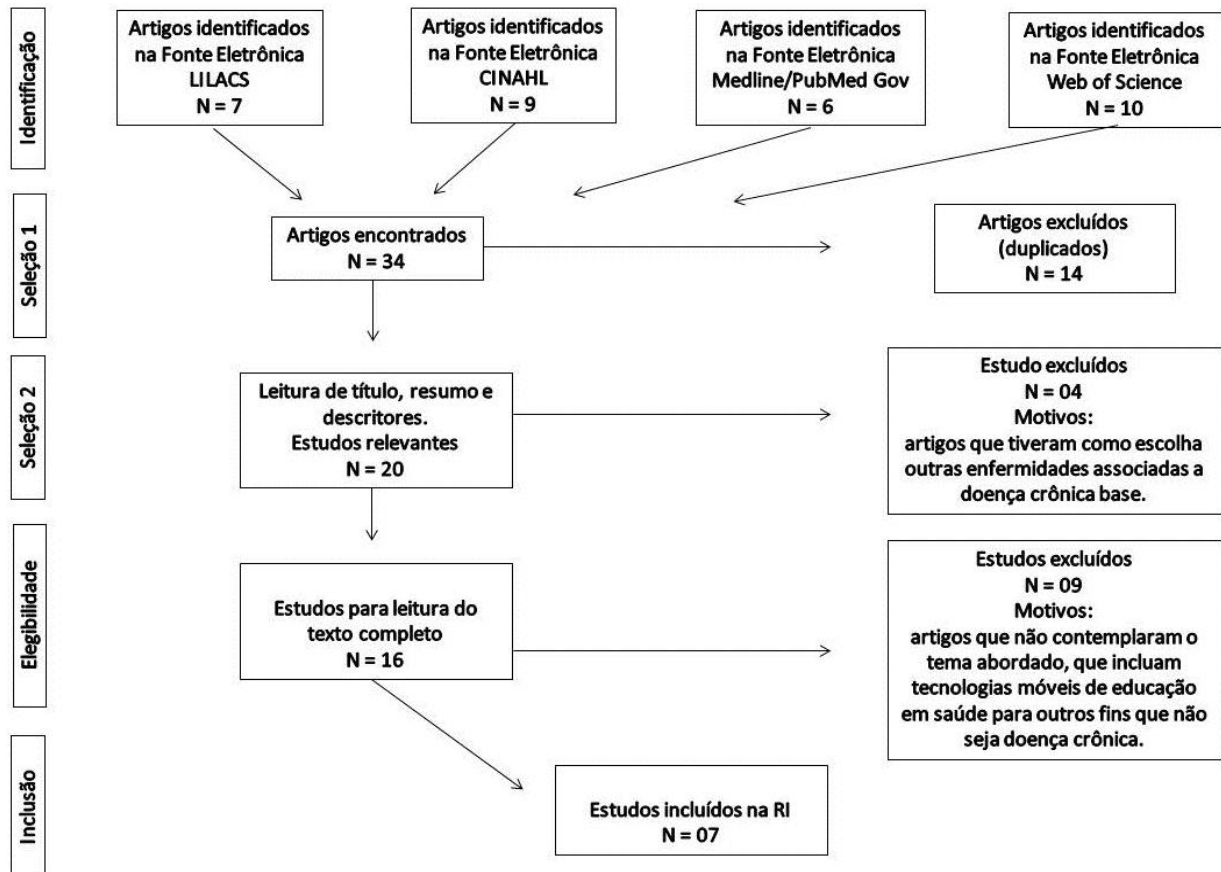 Identificação
Artigos identificados
na Fonte Eletrônica
LILACS
N = 7
Artigos identificados
na Fonte Eletrônica
CINAHL
N = 9
Artigos identificados
na Fonte Eletrônica
Medline/PubMed Gov
N = 6
Artigos identificados
na Fonte Eletrônica
Web of Science
N = 10
Seleção 1
Artigos encontrados
N = 34
Artigos excluídos
(duplicados)
N = 14
Seleção 2
Leitura de título, resumo e
descritores.
Estudos relevantes
N = 20
Estudo excluídos
N = 04
Motivos:
artigos que tiveram como escolha
outras enfermidades associadas a
doença crônica base.
Elegibilidade
Estudos para leitura do
texto completo
N = 16
Estudos excluídos
N = 09
Motivos:
artigos que não contemplaram o
tema abordado, que incluam
tecnologias móveis de educação
em saúde para outros fins que não
seja doença crônica.
Inclusão
Estudos incluídos na RI
N = 07